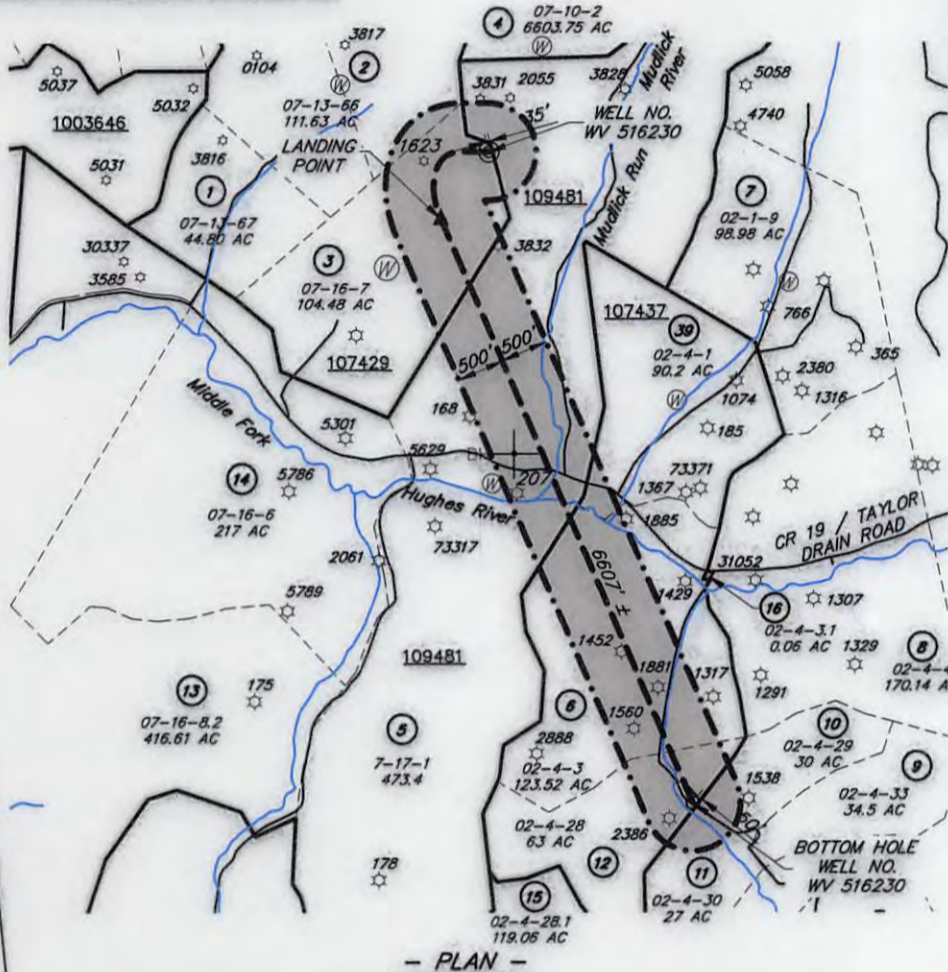 4
07-10-2
6603.75 AC
3817
0104
2
W
W
5037
5032
07-13-66
111.63 AC
3831
2055
3828
Mudlick
River
5058
35'
WELL NO.
WV 516230
4740
1003646
LANDING
POINT
3816
1623
5031
1
07-13-67
44.80 AC
109481
Mudlick Run
7
02-1-9
98.98 AC
30337
3585
3
07-16-7
104.48 AC
W
3832
W
107437
39
02-4-1
90.2 AC
766
107429
500'
500'
365
2380
1316
Middle Fork
W
1074
168
5301
185
5629
207
W
73371
1367
14
07-16-6
217 AC
5786
Hughes River
1885
73317
CR 19 / TAYLOR
DRAIN ROAD
2061
31052
1429
16
02-4-3.1
0.06 AC
1307
5789
6607' ±
1452
1329
8
02-4-4
170.14 A
109481
1881
1317
1291
13
07-16-8.2
416.61 AC
175
5
7-17-1
473.4
6
1560
2888
02-4-3
123.52 AC
10
02-4-29
30 AC
9
02-4-33
34.5 AC
1538
02-4-28
63 AC
2386
BOTTOM HOLE
WELL NO.
WV 516230
12
178
11
02-4-30
27 AC
15
02-4-28.1
119.06 AC
- PLAN -